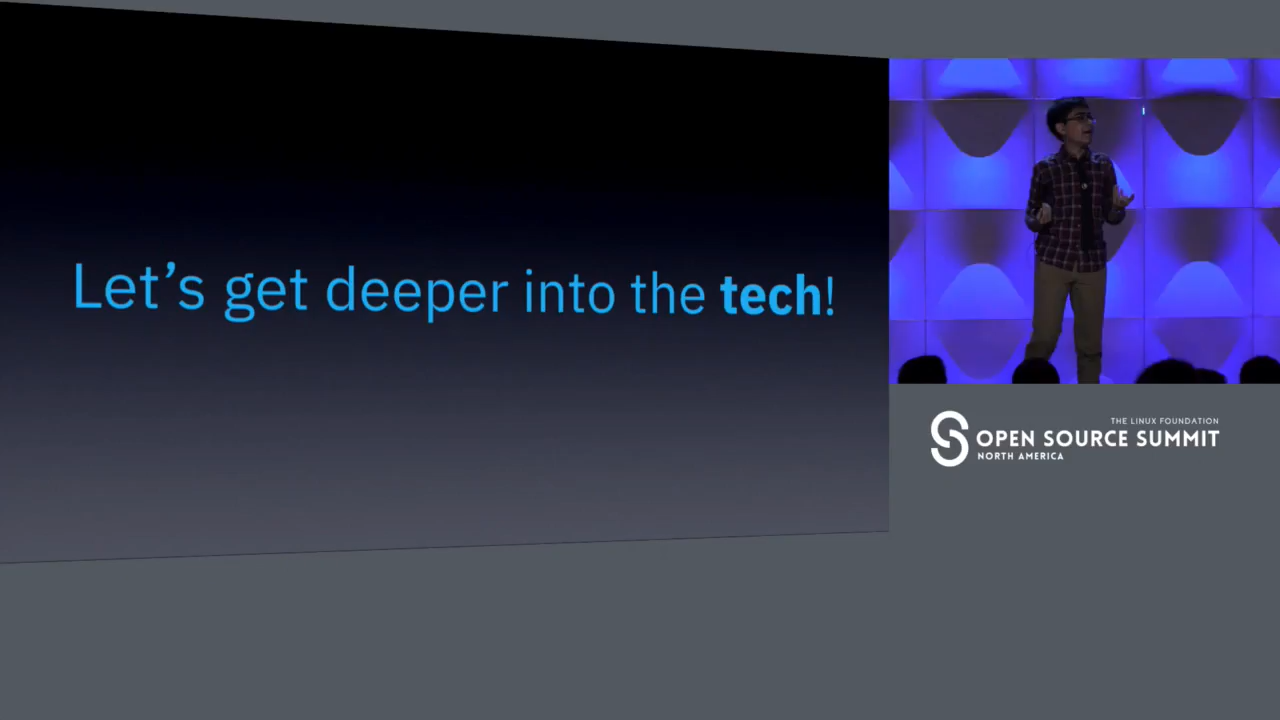 Let's get deeper into the tech!
THE LINUX FOUNDATION
OPEN SOURCE SUMMIT
NORTH AMERICA